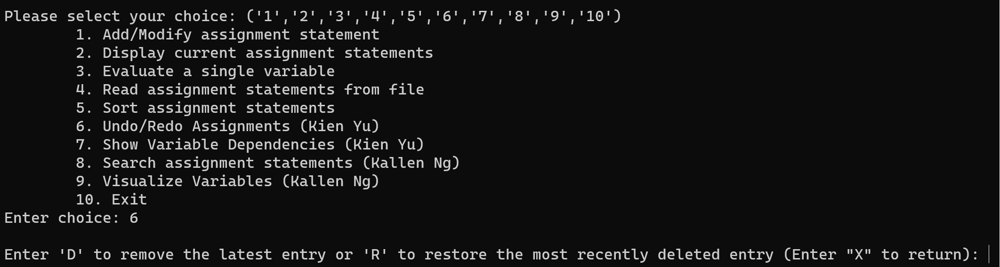 Please select your choice: ('1','2','3','4','5','6','7','8','9','10')
1. Add/Modify assignment statement
2. Display current assignment statements
3. Evaluate a single variable
4. Read assignment statements from file
5. Sort assignment statements
6. Undo/Redo Assignments (Kien Yu)
7. Show Variable Dependencies (Kien Yu)
8. Search assignment statements (Kallen Ng)
9. Visualize Variables (Kallen Ng)
10. Exit
Enter choice: 6
Enter 'D' to remove the latest entry or 'R' to restore the most recently deleted entry (Enter "X" to return):